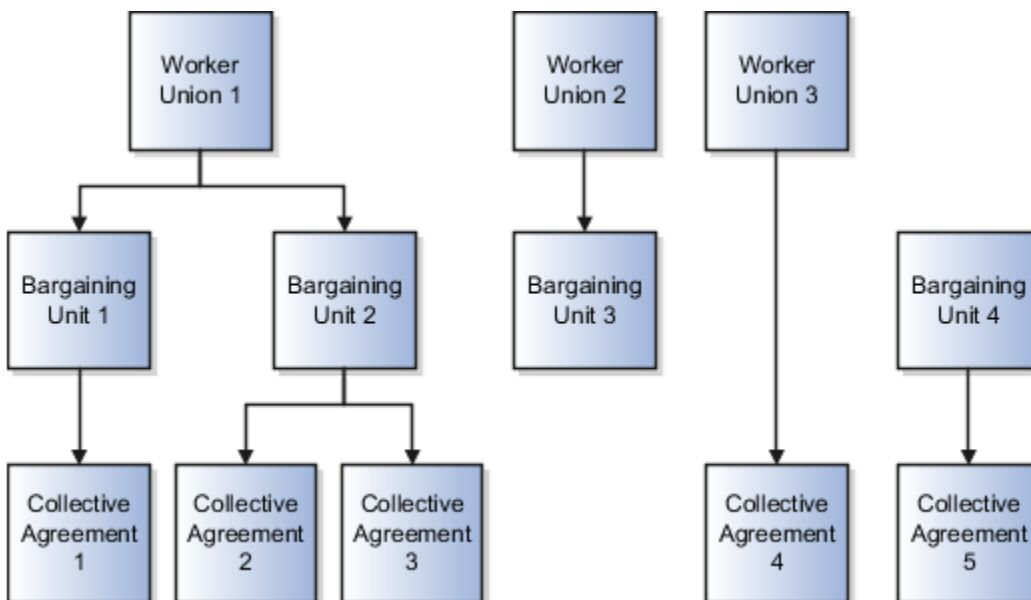 Worker
Union 1
Worker
Union 2
Worker
Union 3
Bargaining
Unit 1
Bargaining
Unit 2
Bargaining
Unit 3
Bargaining
Unit 4
Collective
Agreement
1
Collective
Agreement
2
Collective
Agreement
3
Collective
Agreement
4
Collective
Agreement
5